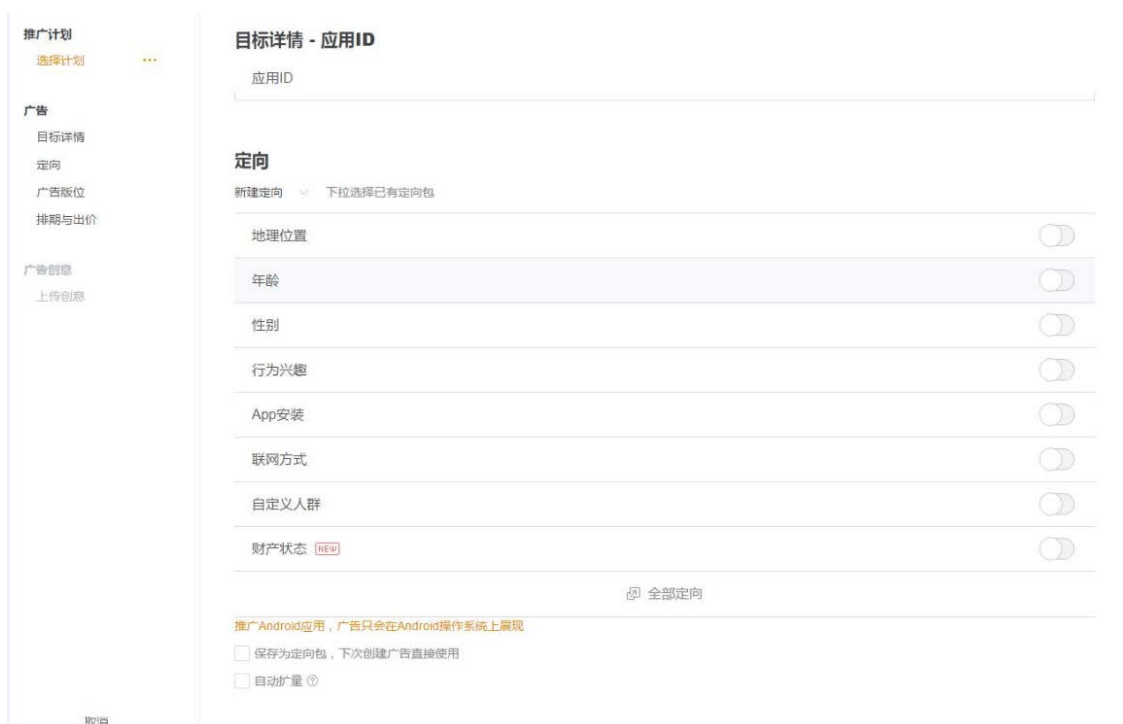 推广计划
选择计划 ...
广告
目标详情
定向
广告版位
排期与出价
广告创意
上传创意
取消
目标详情 - 应用ID
应用ID
定向
新建定向 下拉选择已有定向包
地理位置
年龄
性别
行为兴趣
App安装
联网方式
自定义人群
财产状态 NEW
全部定向
推广Android应用，广告只会在Android操作系统上展现
保存为定向包，下次创建广告直接使用
自动扩量 ?